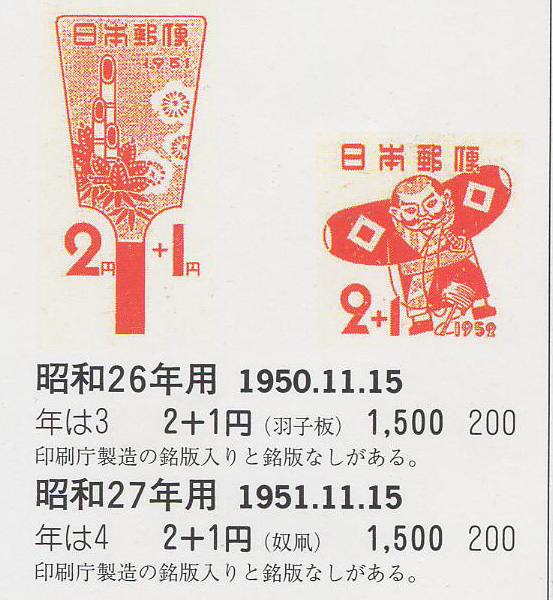 日本郵便
1951
2円+1円
日本郵便
2+1
1952
昭和26年用 1950.11.15
年は3 2+1円(羽子板) 1,500 200
印刷庁製造の銘版入りと銘版なしがある。
昭和27年用 1951.11.15
年は4 2+1円(奴凧) 1,500 200
印刷庁製造の銘版入りと銘版なしがある。